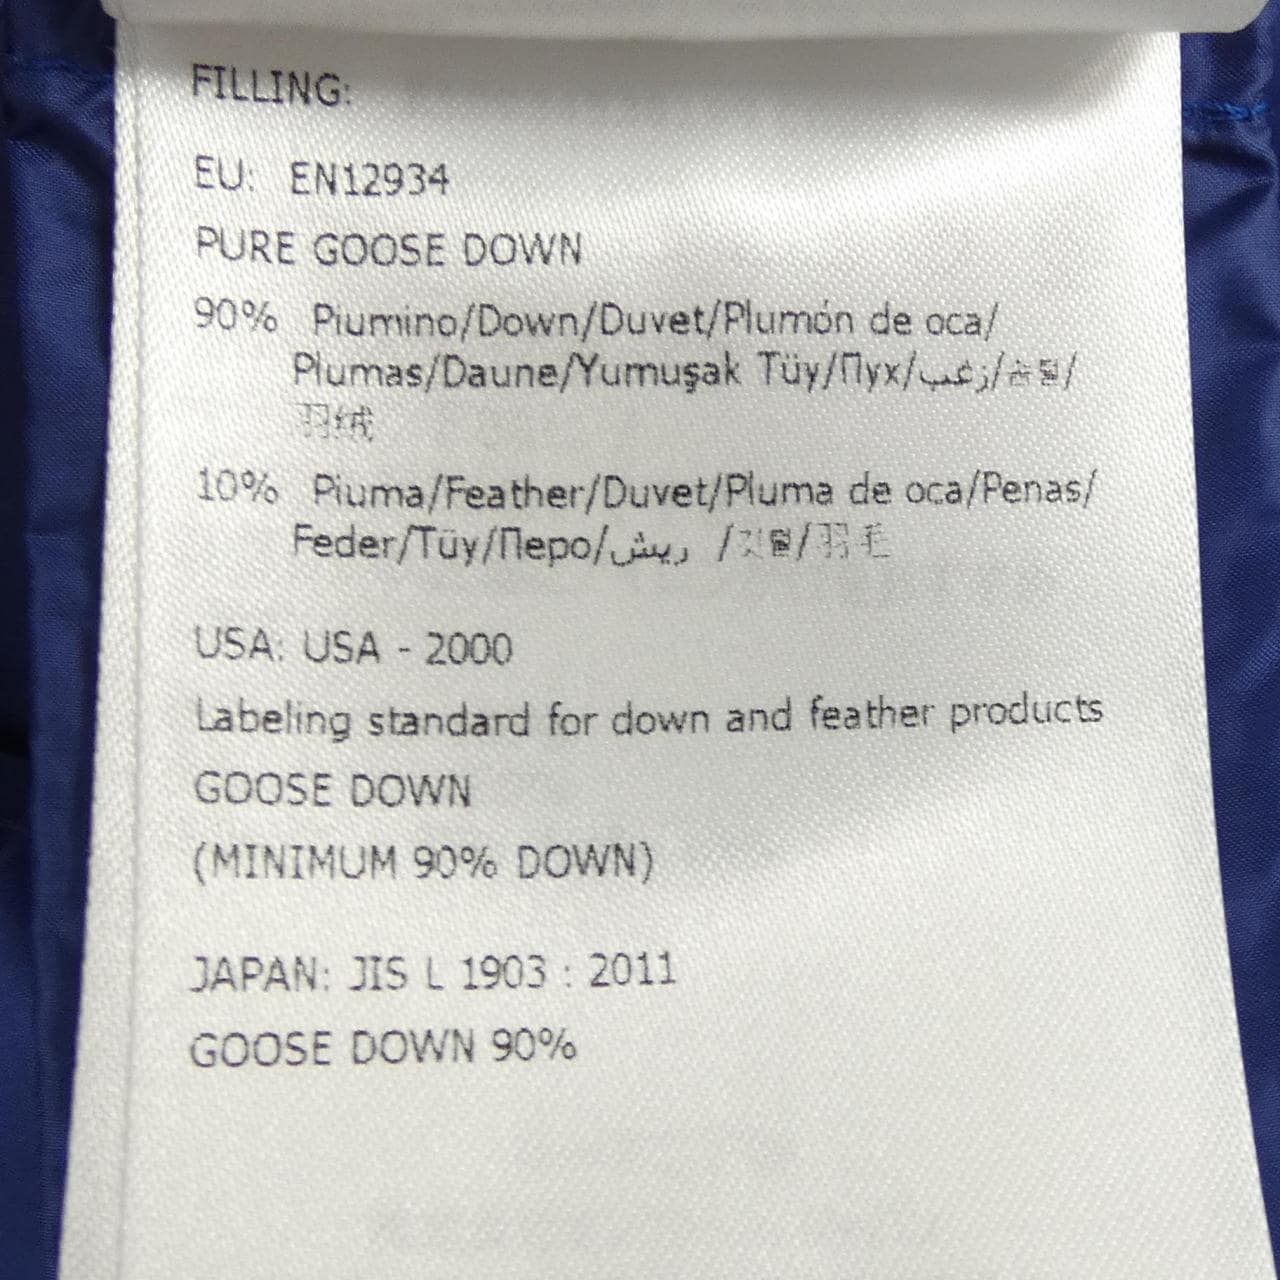 FILLING:
EU: EN12934
PURE GOOSE DOWN
90% Piumino/Down/Duvet/Plumón de oca/
Plumas/Daune/Yumuşak Tüy/Пух/زغب/솜털/
羽绒
10% Piuma/Feather/Duvet/Pluma de oca/Penas/
Feder/Tüy/Перо/ريش /깃털/羽毛
USA: USA - 2000
Labeling standard for down and feather products
GOOSE DOWN
(MINIMUM 90% DOWN)
JAPAN: JIS L 1903 : 2011
GOOSE DOWN 90%